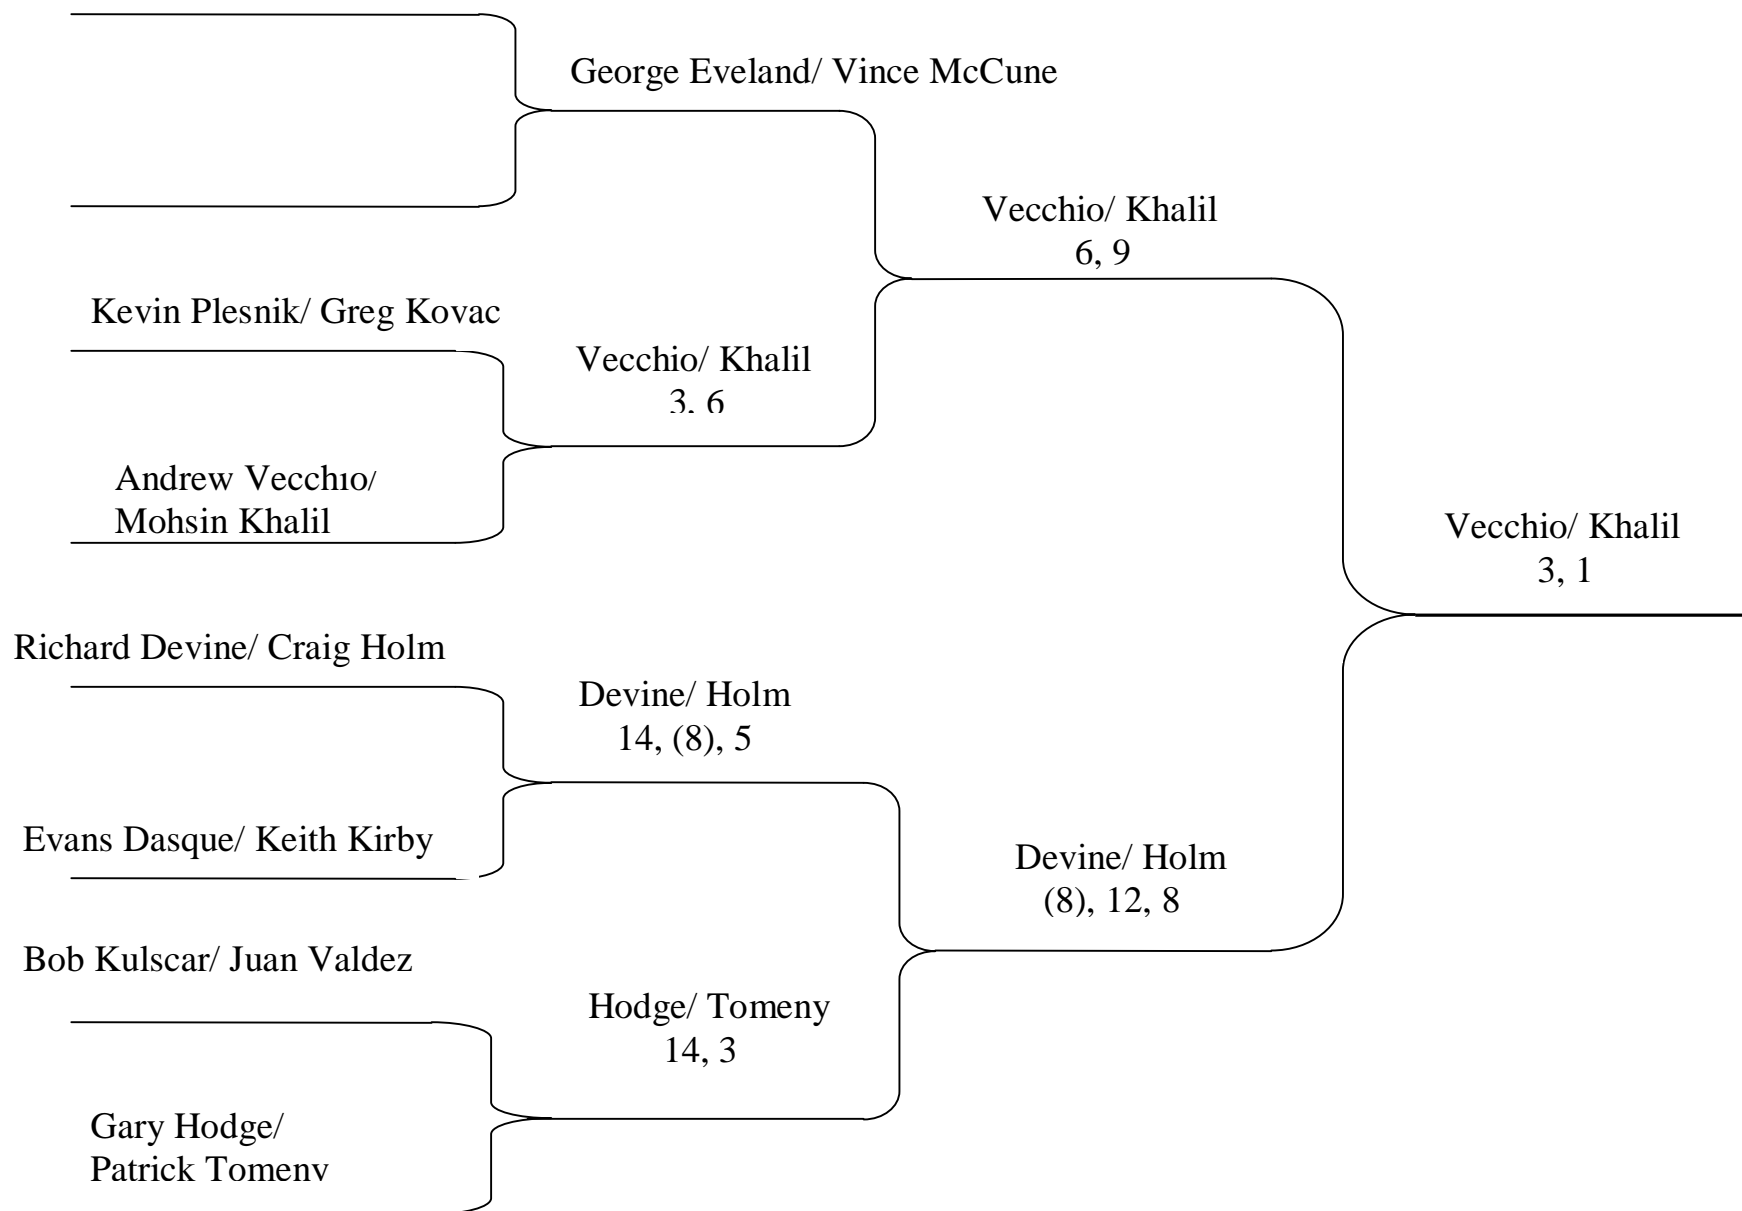 George Eveland/ Vince McCune
Vecchio/ Khalil
6, 9
Kevin Plesnik/ Greg Kovac
Vecchio/ Khalil
3, 6
Andrew Vecchio/
Mohsin Khalil
Vecchio/ Khalil
3, 1
Richard Devine/ Craig Holm
Devine/ Holm
14, (8), 5
Evans Dasque/ Keith Kirby
Devine/ Holm
(8), 12, 8
Bob Kulscar/ Juan Valdez
Hodge/ Tomeny
14, 3
Gary Hodge/
Patrick Tomeny